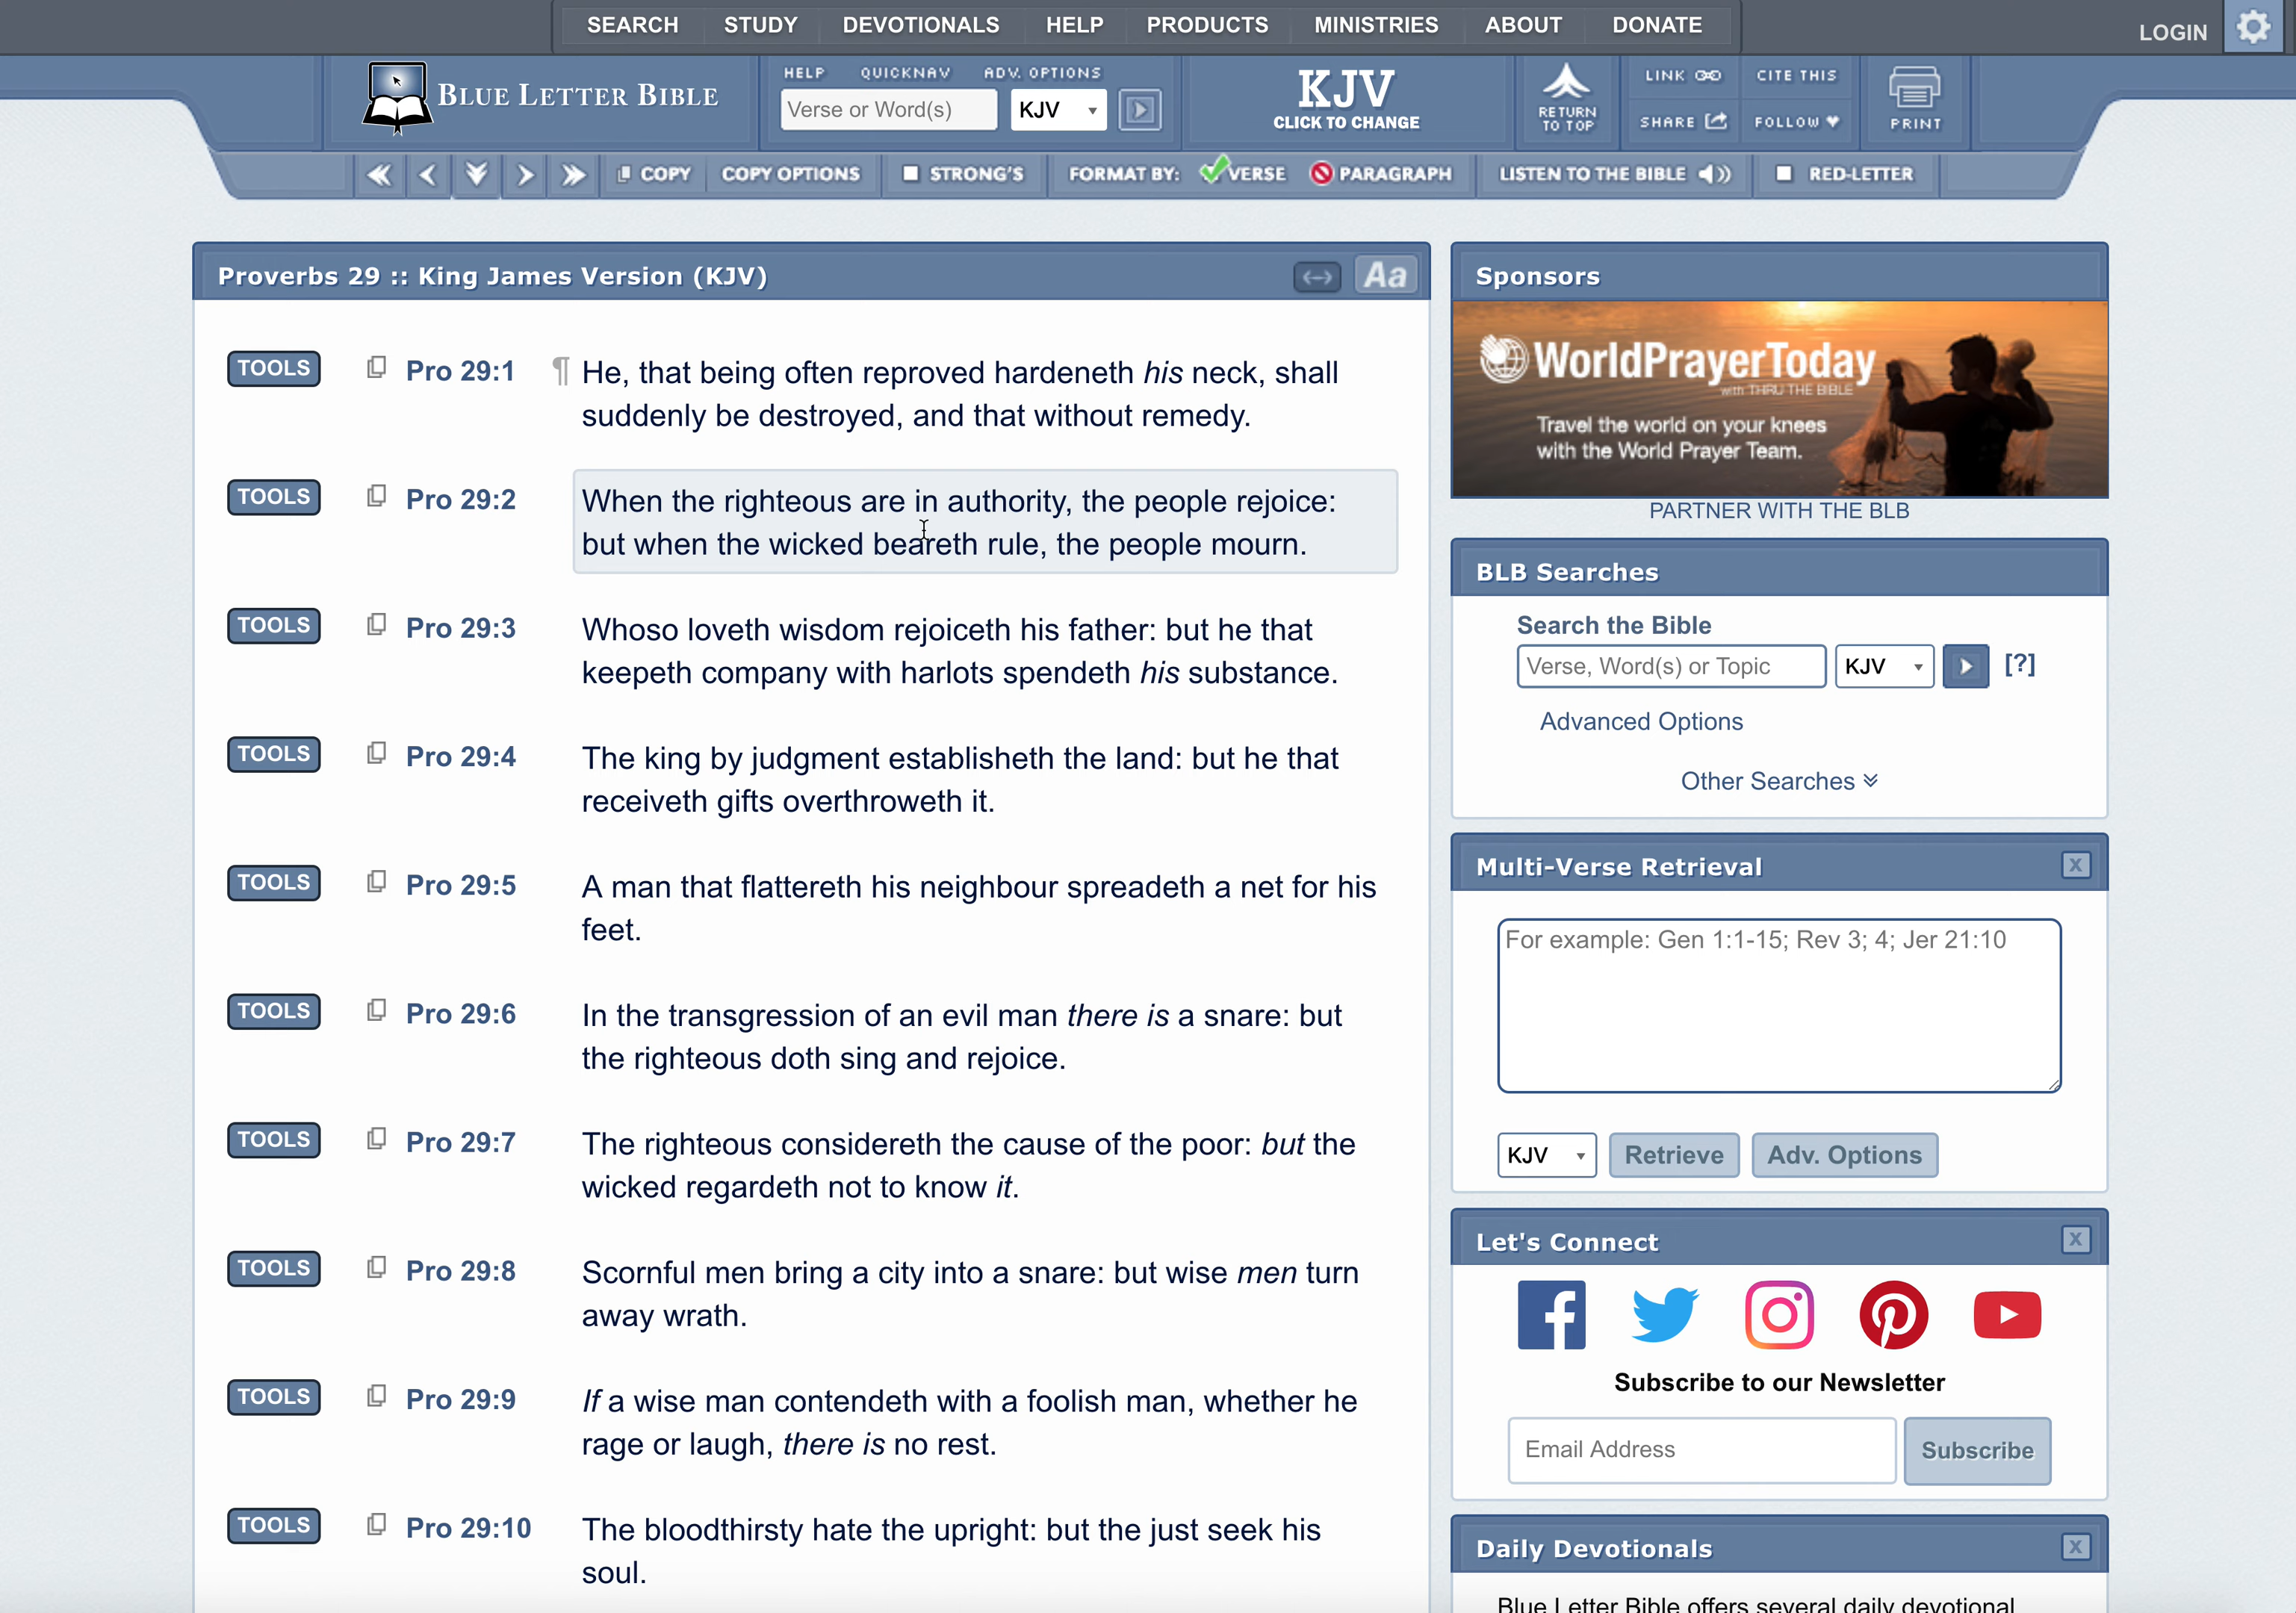 SEARCH STUDY DEVOTIONALS HELP PRODUCTS MINISTRIES ABOUT DONATE LOGIN
BLUE LETTER BIBLE
HELP QUICKNAV ADV. OPTIONS
Verse or Word(s) KJV
KJV
CLICK TO CHANGE
RETURN
TO TOP
LINK CITE THIS
SHARE FOLLOW
PRINT
COPY COPY OPTIONS STRONG'S FORMAT BY: VERSE PARAGRAPH LISTEN TO THE BIBLE RED-LETTER
Proverbs 29 :: King James Version (KJV) Aa
TOOLS Pro 29:1 ¶ He, that being often reproved hardeneth his neck, shall
suddenly be destroyed, and that without remedy.
TOOLS Pro 29:2 When the righteous are in authority, the people rejoice:
but when the wicked beareth rule, the people mourn.
TOOLS Pro 29:3 Whoso loveth wisdom rejoiceth his father: but he that
keepeth company with harlots spendeth his substance.
TOOLS Pro 29:4 The king by judgment establisheth the land: but he that
receiveth gifts overthroweth it.
TOOLS Pro 29:5 A man that flattereth his neighbour spreadeth a net for his
feet.
TOOLS Pro 29:6 In the transgression of an evil man there is a snare: but
the righteous doth sing and rejoice.
TOOLS Pro 29:7 The righteous considereth the cause of the poor: but the
wicked regardeth not to know it.
TOOLS Pro 29:8 Scornful men bring a city into a snare: but wise men turn
away wrath.
TOOLS Pro 29:9 If a wise man contendeth with a foolish man, whether he
rage or laugh, there is no rest.
TOOLS Pro 29:10 The bloodthirsty hate the upright: but the just seek his
soul.
Sponsors
WorldPrayerToday
with THRU THE BIBLE
Travel the world on your knees
with the World Prayer Team.
PARTNER WITH THE BLB
BLB Searches
Search the Bible
Verse, Word(s) or Topic KJV [?]
Advanced Options
Other Searches
Multi-Verse Retrieval X
For example: Gen 1:1-15; Rev 3; 4; Jer 21:10
KJV Retrieve Adv. Options
Let's Connect X
Subscribe to our Newsletter
Email Address Subscribe
Daily Devotionals X
Blue Letter Bible offers several daily devotional